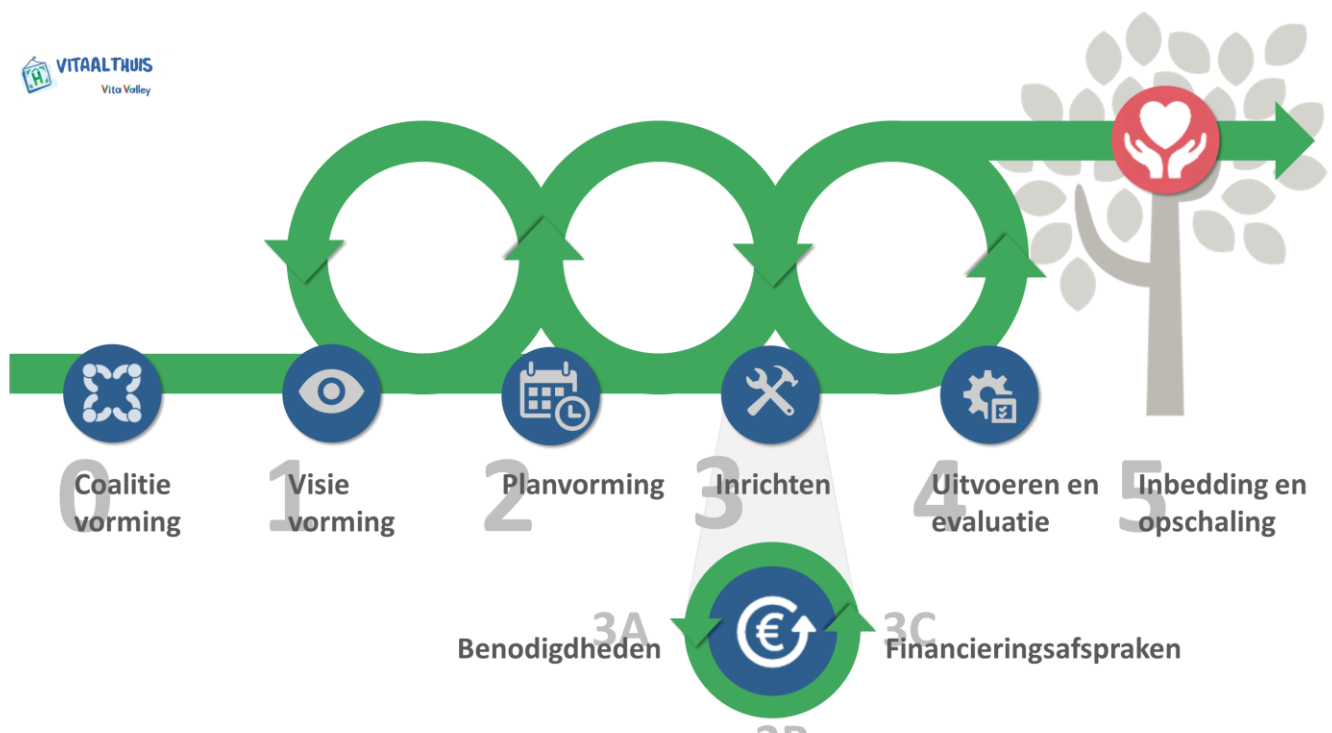 VITAALTHUIS
Vita Valley
0 Coalitie
vorming
1 Visie
vorming
2 Planvorming
3 Inrichten
4 Uitvoeren en
evaluatie
5 Inbedding en
opschaling
3A
Benodigdheden
€
3C
Financieringsafspraken